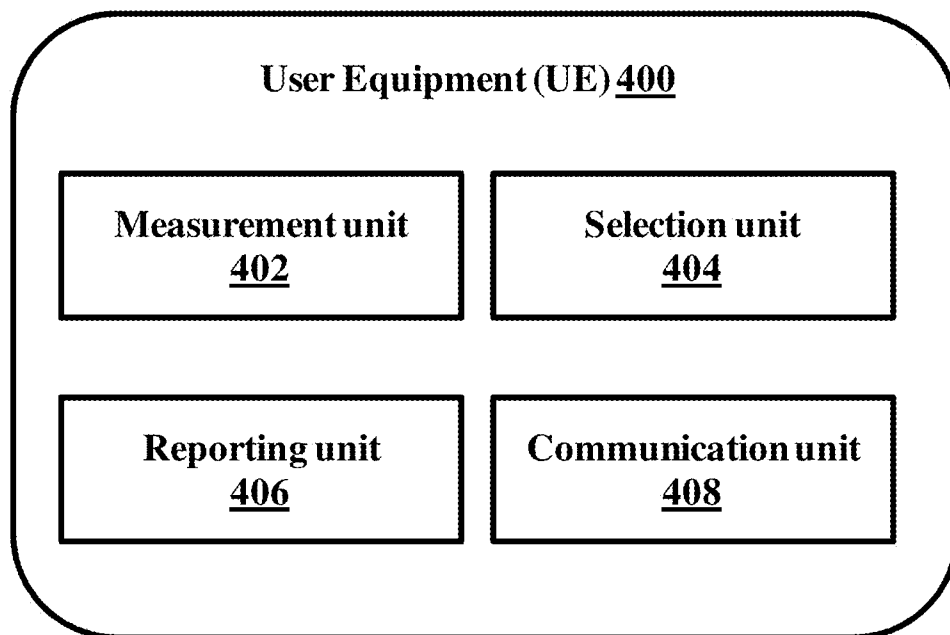 User Equipment (UE) 400
Measurement unit
402
Selection unit
404
Reporting unit
406
Communication unit
408